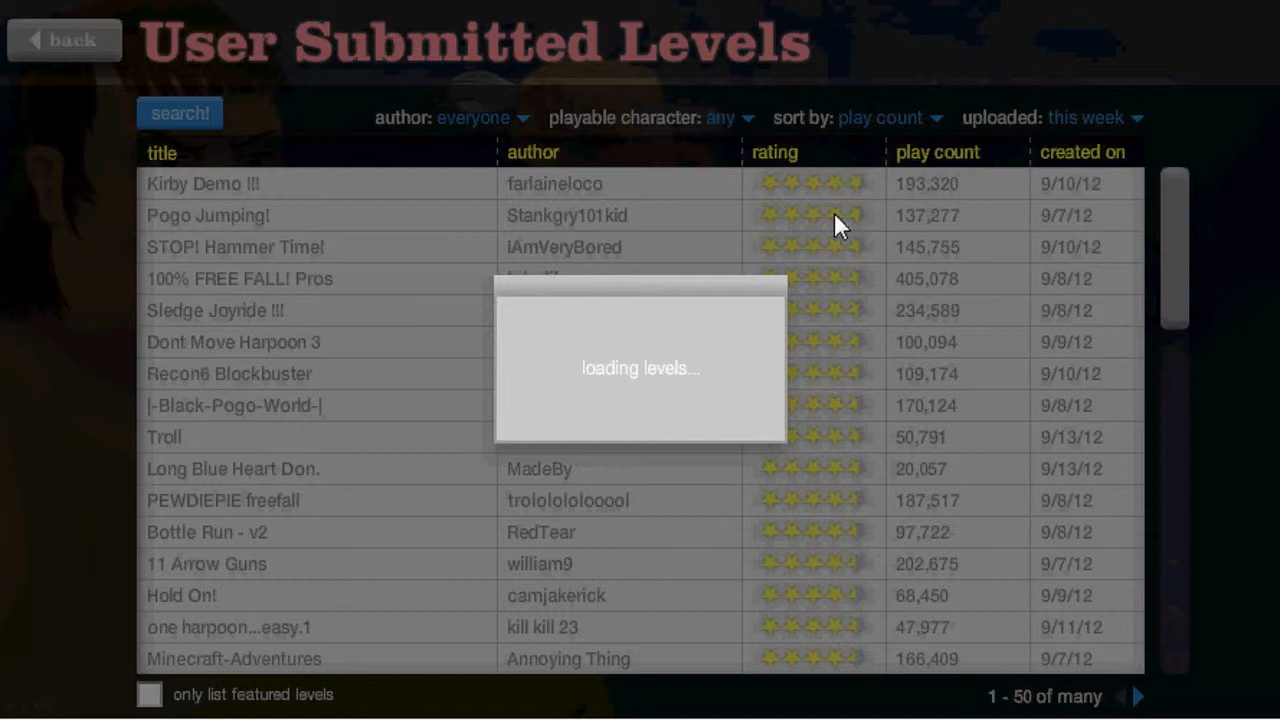 back
User Submitted Levels
search!
author: everyone playable character: any sort by: play count uploaded: this week
title author rating play count created on
Kirby Demo !!! farlaineloco 193,320 9/10/12
Pogo Jumping! Stankgry101kid 137,277 9/7/12
STOP! Hammer Time! IAmVeryBored 145,755 9/10/12
100% FREE FALL! Pros 405,078 9/8/12
Sledge Joyride !!! 234,589 9/8/12
Dont Move Harpoon 3 100,094 9/9/12
loading levels...
Recon6 Blockbuster 109,174 9/10/12
|-Black-Pogo-World-| 170,124 9/8/12
Troll 50,791 9/13/12
Long Blue Heart Don. MadeBy 20,057 9/13/12
PEWDIEPIE freefall trololololoool 187,517 9/8/12
Bottle Run - v2 RedTear 97,722 9/8/12
11 Arrow Guns william9 202,675 9/7/12
Hold On! camjakerick 68,450 9/9/12
one harpoon...easy.1 kill kill 23 47,977 9/11/12
Minecraft-Adventures Annoying Thing 166,409 9/7/12
only list featured levels 1 - 50 of many